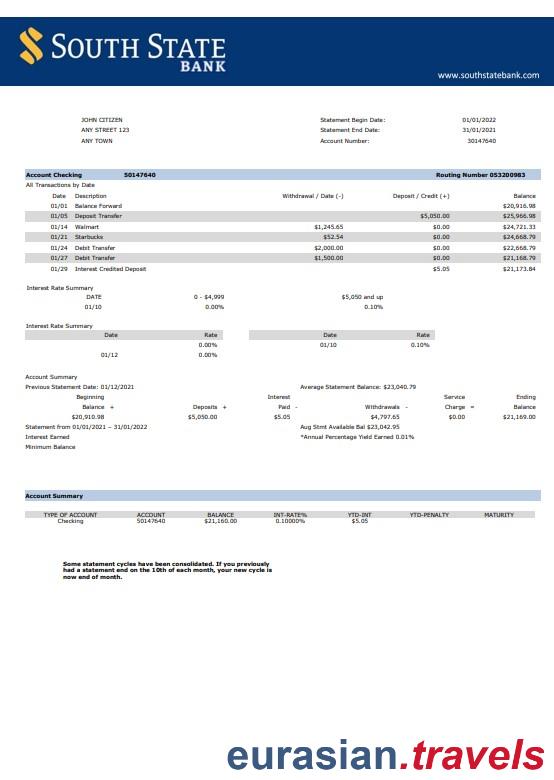 SOUTH STATE
BANK
www.southstatebank.com
JOHN CITIZEN Statement Begin Date: 01/01/2022
ANY STREET 123 Statement End Date: 31/01/2021
ANY TOWN Account Number: 30147640
Account Checking 50147640 Routing Number 053200983
All Transactions by Date
Date Description Withdrawal / Date (-) Deposit / Credit (+) Balance
01/01 Balance Forward $20,916.98
01/05 Deposit Transfer $5,050.00 $25,966.98
01/14 Walmart $1,245.65 $0.00 $24,721.33
01/21 Starbucks $52.54 $0.00 $24,668.79
01/24 Debit Transfer $2,000.00 $0.00 $22,668.79
01/27 Debit Transfer $1,500.00 $0.00 $21,168.79
01/29 Interest Credited Deposit $5.05 $21,173.84
Interest Rate Summary
DATE 0 - $4,999 $5,050 and up
01/10 0.00% 0.10%
Interest Rate Summary
Date Rate Date Rate
0.00% 01/10 0.10%
01/12 0.00%
Account Summary
Previous Statement Date: 01/12/2021 Average Statement Balance: $23,040.79
Beginning Interest Service Ending
Balance + Deposits + Paid - Withdrawals - Charge = Balance
$20,910.98 $5,050.00 $5.05 $4,797.65 $0.00 $21,169.00
Statement from 01/01/2021 – 31/01/2022 Aug Stmt Available Bal $23,042.95
Interest Earned *Annual Percentage Yield Earned 0.01%
Minimum Balance
Account Summary
TYPE OF ACCOUNT ACCOUNT BALANCE INT-RATE% YTD-INT YTD-PENALTY MATURITY
Checking 50147640 $21,160.00 0.10000% $5.05
Some statement cycles have been consolidated. If you previously
had a statement end on the 10th of each month, your new cycle is
now end of month.
eurasian.travels